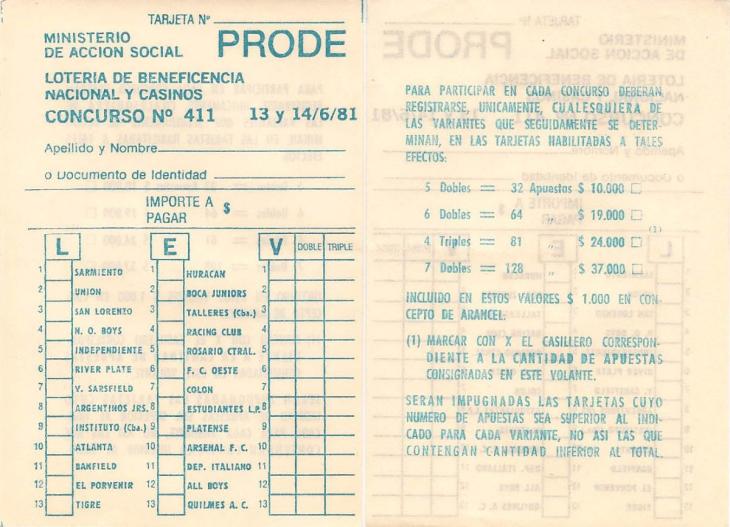 TARJETA Nº
MINISTERIO
DE ACCION SOCIAL
PRODE
LOTERIA DE BENEFICENCIA
NACIONAL Y CASINOS
CONCURSO Nº 411 13 y 14/6/81
Apellido y Nombre
o Documento de Identidad
IMPORTE A $
PAGAR
L E V DOBLE TRIPLE
1 SARMIENTO 1 HURACAN 1
2 UNION 2 BOCA JUNIORS 2
3 SAN LORENZO 3 TALLERES (Cba.) 3
4 N. O. BOYS 4 RACING CLUB 4
5 INDEPENDIENTE 5 ROSARIO CTRAL. 5
6 RIVER PLATE 6 F. C. OESTE 6
7 V. SARSFIELD 7 COLON 7
8 ARGENTINOS JRS. 8 ESTUDIANTES L.P. 8
9 INSTITUTO (Cba.) 9 PLATENSE 9
10 ATLANTA 10 ARSENAL F. C. 10
11 BANFIELD 11 DEP. ITALIANO 11
12 EL PORVENIR 12 ALL BOYS 12
13 TIGRE 13 QUILMES A. C. 13
PARA PARTICIPAR EN CADA CONCURSO DEBERAN
REGISTRARSE, UNICAMENTE, CUALESQUIERA DE
LAS VARIANTES QUE SEGUIDAMENTE SE DETER-
MINAN, EN LAS TARJETAS HABILITADAS A TALES
EFECTOS:
5 Dobles = 32 Apuestas $ 10.000
6 Dobles = 64 „ $ 19.000
(1)
4 Triples = 81 „ $ 24.000
7 Dobles = 128 „ $ 37.000
INCLUIDO EN ESTOS VALORES $ 1.000 EN CON-
CEPTO DE ARANCEL.
(1) MARCAR CON X EL CASILLERO CORRESPON-
DIENTE A LA CANTIDAD DE APUESTAS
CONSIGNADAS EN ESTE VOLANTE.
SERAN IMPUGNADAS LAS TARJETAS CUYO
NUMERO DE APUESTAS SEA SUPERIOR AL INDI-
CADO PARA CADA VARIANTE, NO ASI LAS QUE
CONTENGAN CANTIDAD INFERIOR AL TOTAL.